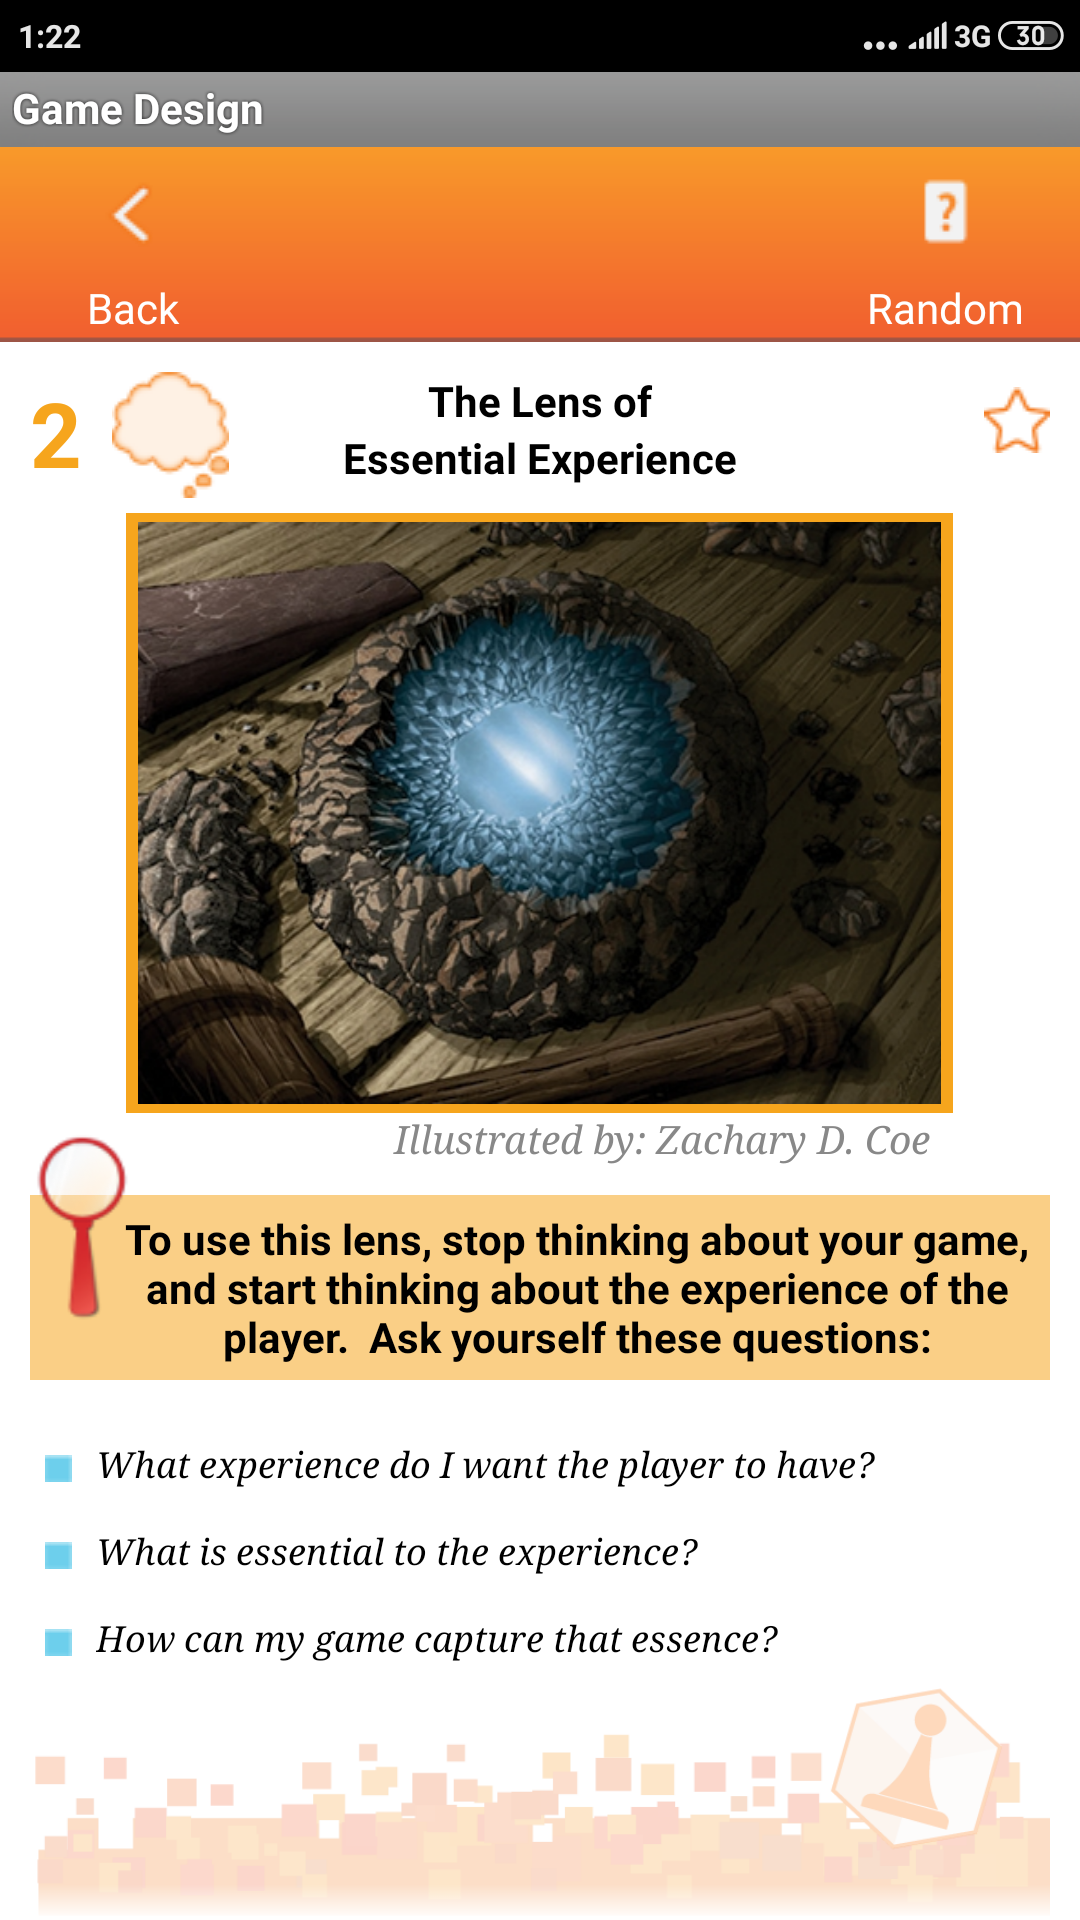 1:22
3G 30
Game Design
?
Back
Random
2
The Lens of
Essential Experience
Illustrated by: Zachary D. Coe
To use this lens, stop thinking about your game,
and start thinking about the experience of the
player.  Ask yourself these questions:
What experience do I want the player to have?
What is essential to the experience?
How can my game capture that essence?